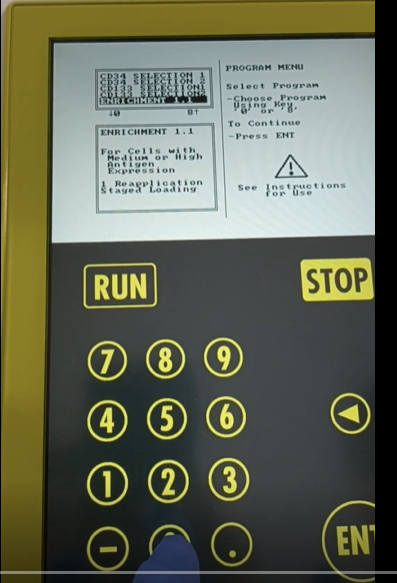 CD34 SELECTION 1
CD34 SELECTION 2
CD133 SELECTION1
CD133 SELECTION2
ENRICHMENT 1.1
↓0 8↑
ENRICHMENT 1.1
For Cells with
Medium or High
Antigen
Expression
1 Reapplication
Staged Loading
PROGRAM MENU
Select Program
-Choose Program
Using Key,
'0' or '8'.
To Continue
-Press ENT
See Instructions
for Use
RUN
STOP
7 8 9
4 5 6
1 2 3
- .
ENT